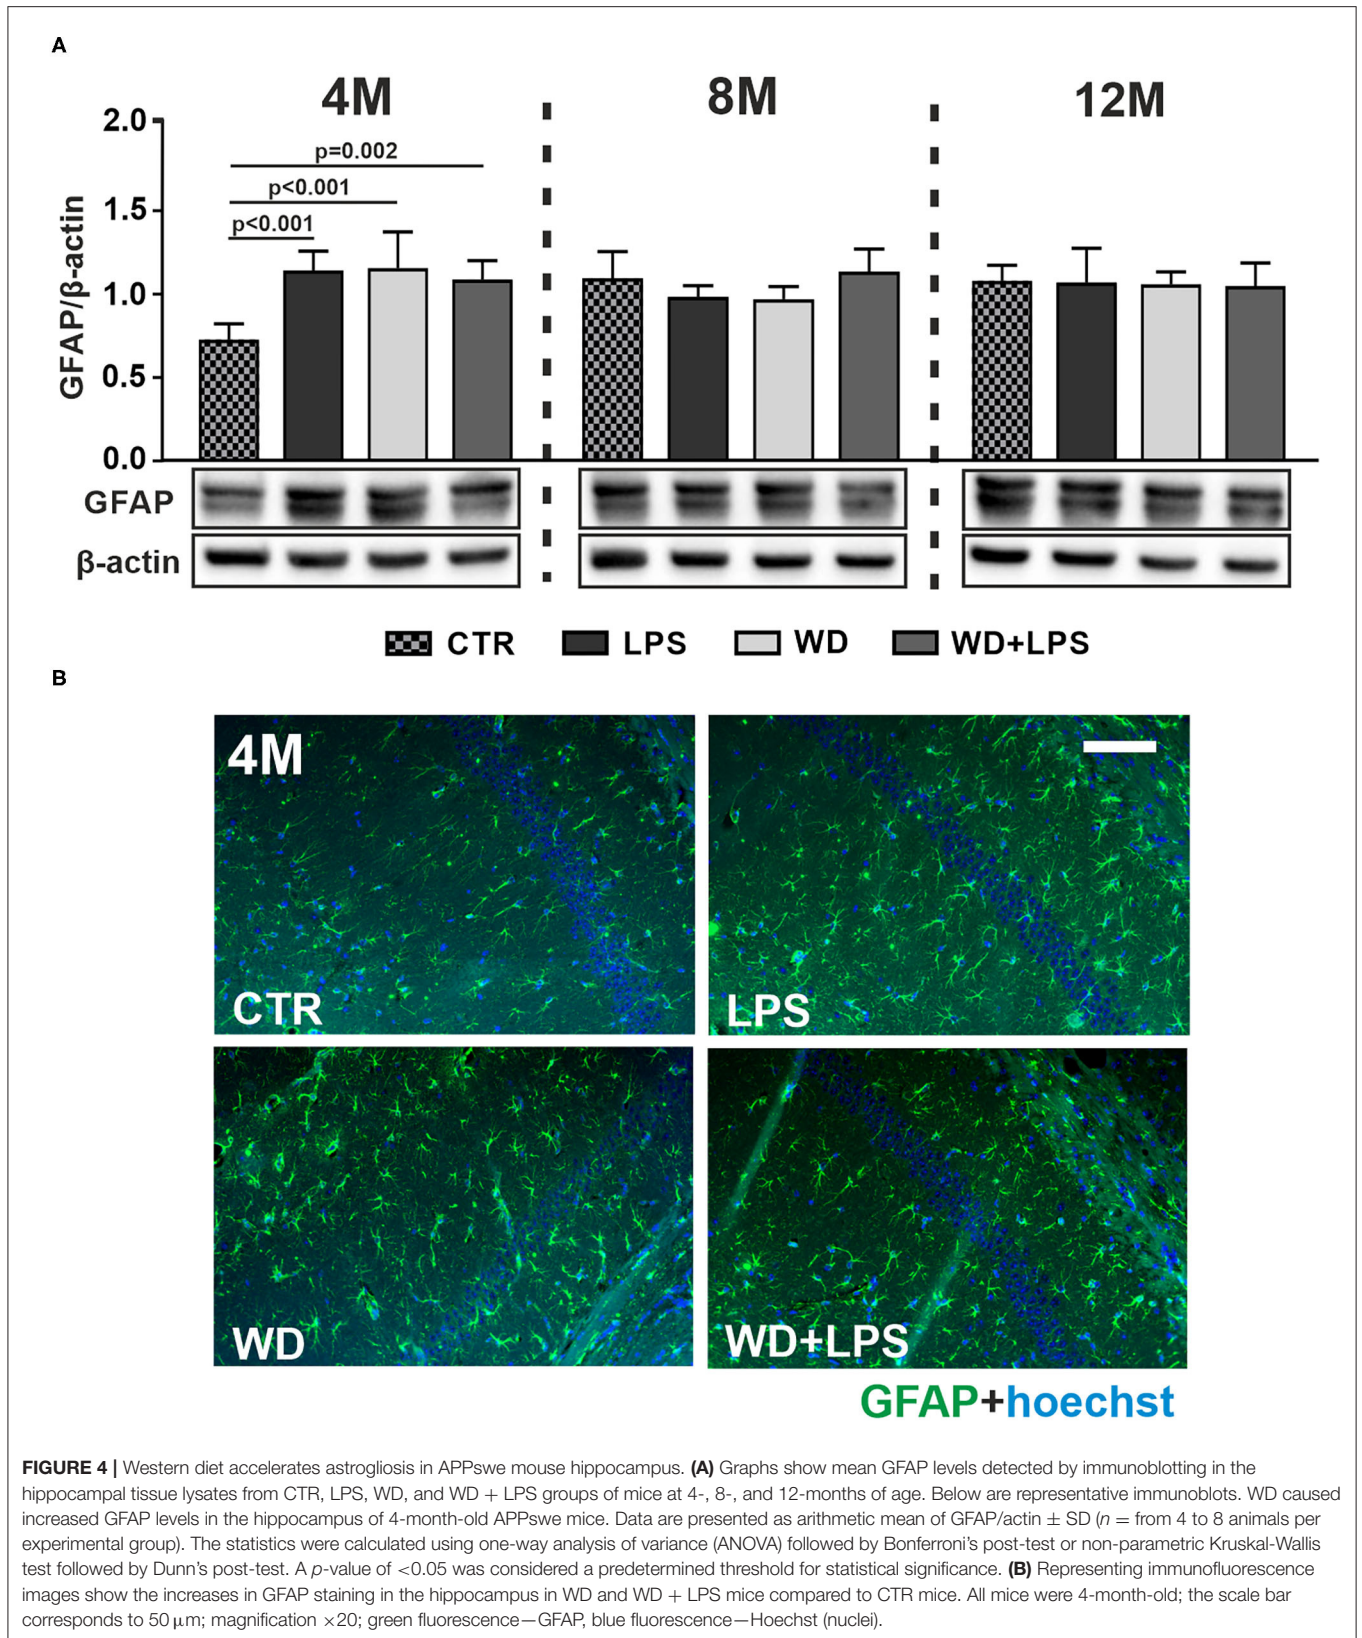 A
4M 8M 12M
2.0
p=0.002
p<0.001
1.5
p<0.001
GFAP/β-actin
1.0
0.5
0.0
GFAP
β-actin
CTR LPS WD WD+LPS
B
4M
CTR
LPS
WD
WD+LPS
GFAP+hoechst
FIGURE 4 | Western diet accelerates astrogliosis in APPswe mouse hippocampus. (A) Graphs show mean GFAP levels detected by immunoblotting in the
hippocampal tissue lysates from CTR, LPS, WD, and WD + LPS groups of mice at 4-, 8-, and 12-months of age. Below are representative immunoblots. WD caused
increased GFAP levels in the hippocampus of 4-month-old APPswe mice. Data are presented as arithmetic mean of GFAP/actin ± SD (n = from 4 to 8 animals per
experimental group). The statistics were calculated using one-way analysis of variance (ANOVA) followed by Bonferroni's post-test or non-parametric Kruskal-Wallis
test followed by Dunn's post-test. A p-value of <0.05 was considered a predetermined threshold for statistical significance. (B) Representing immunofluorescence
images show the increases in GFAP staining in the hippocampus in WD and WD + LPS mice compared to CTR mice. All mice were 4-month-old; the scale bar
corresponds to 50 μm; magnification ×20; green fluorescence—GFAP, blue fluorescence—Hoechst (nuclei).